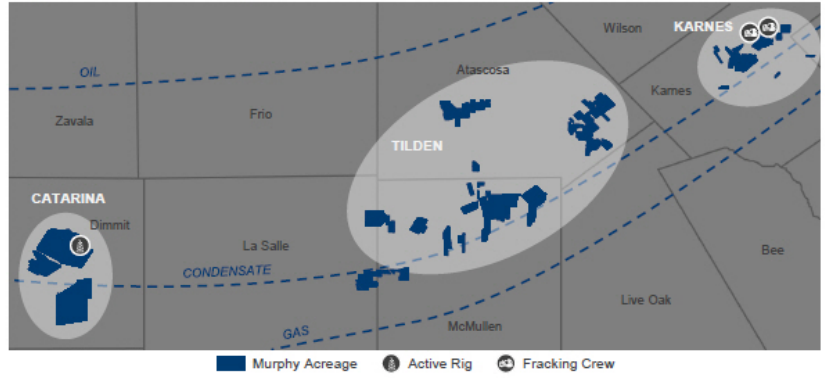 Wilson
KARNES
OIL
Atascosa
Karnes
Zavala
Frio
TILDEN
CATARINA
Dimmit
La Salle
Bee
CONDENSATE
Live Oak
GAS
McMullen
Murphy Acreage
Active Rig
Fracking Crew